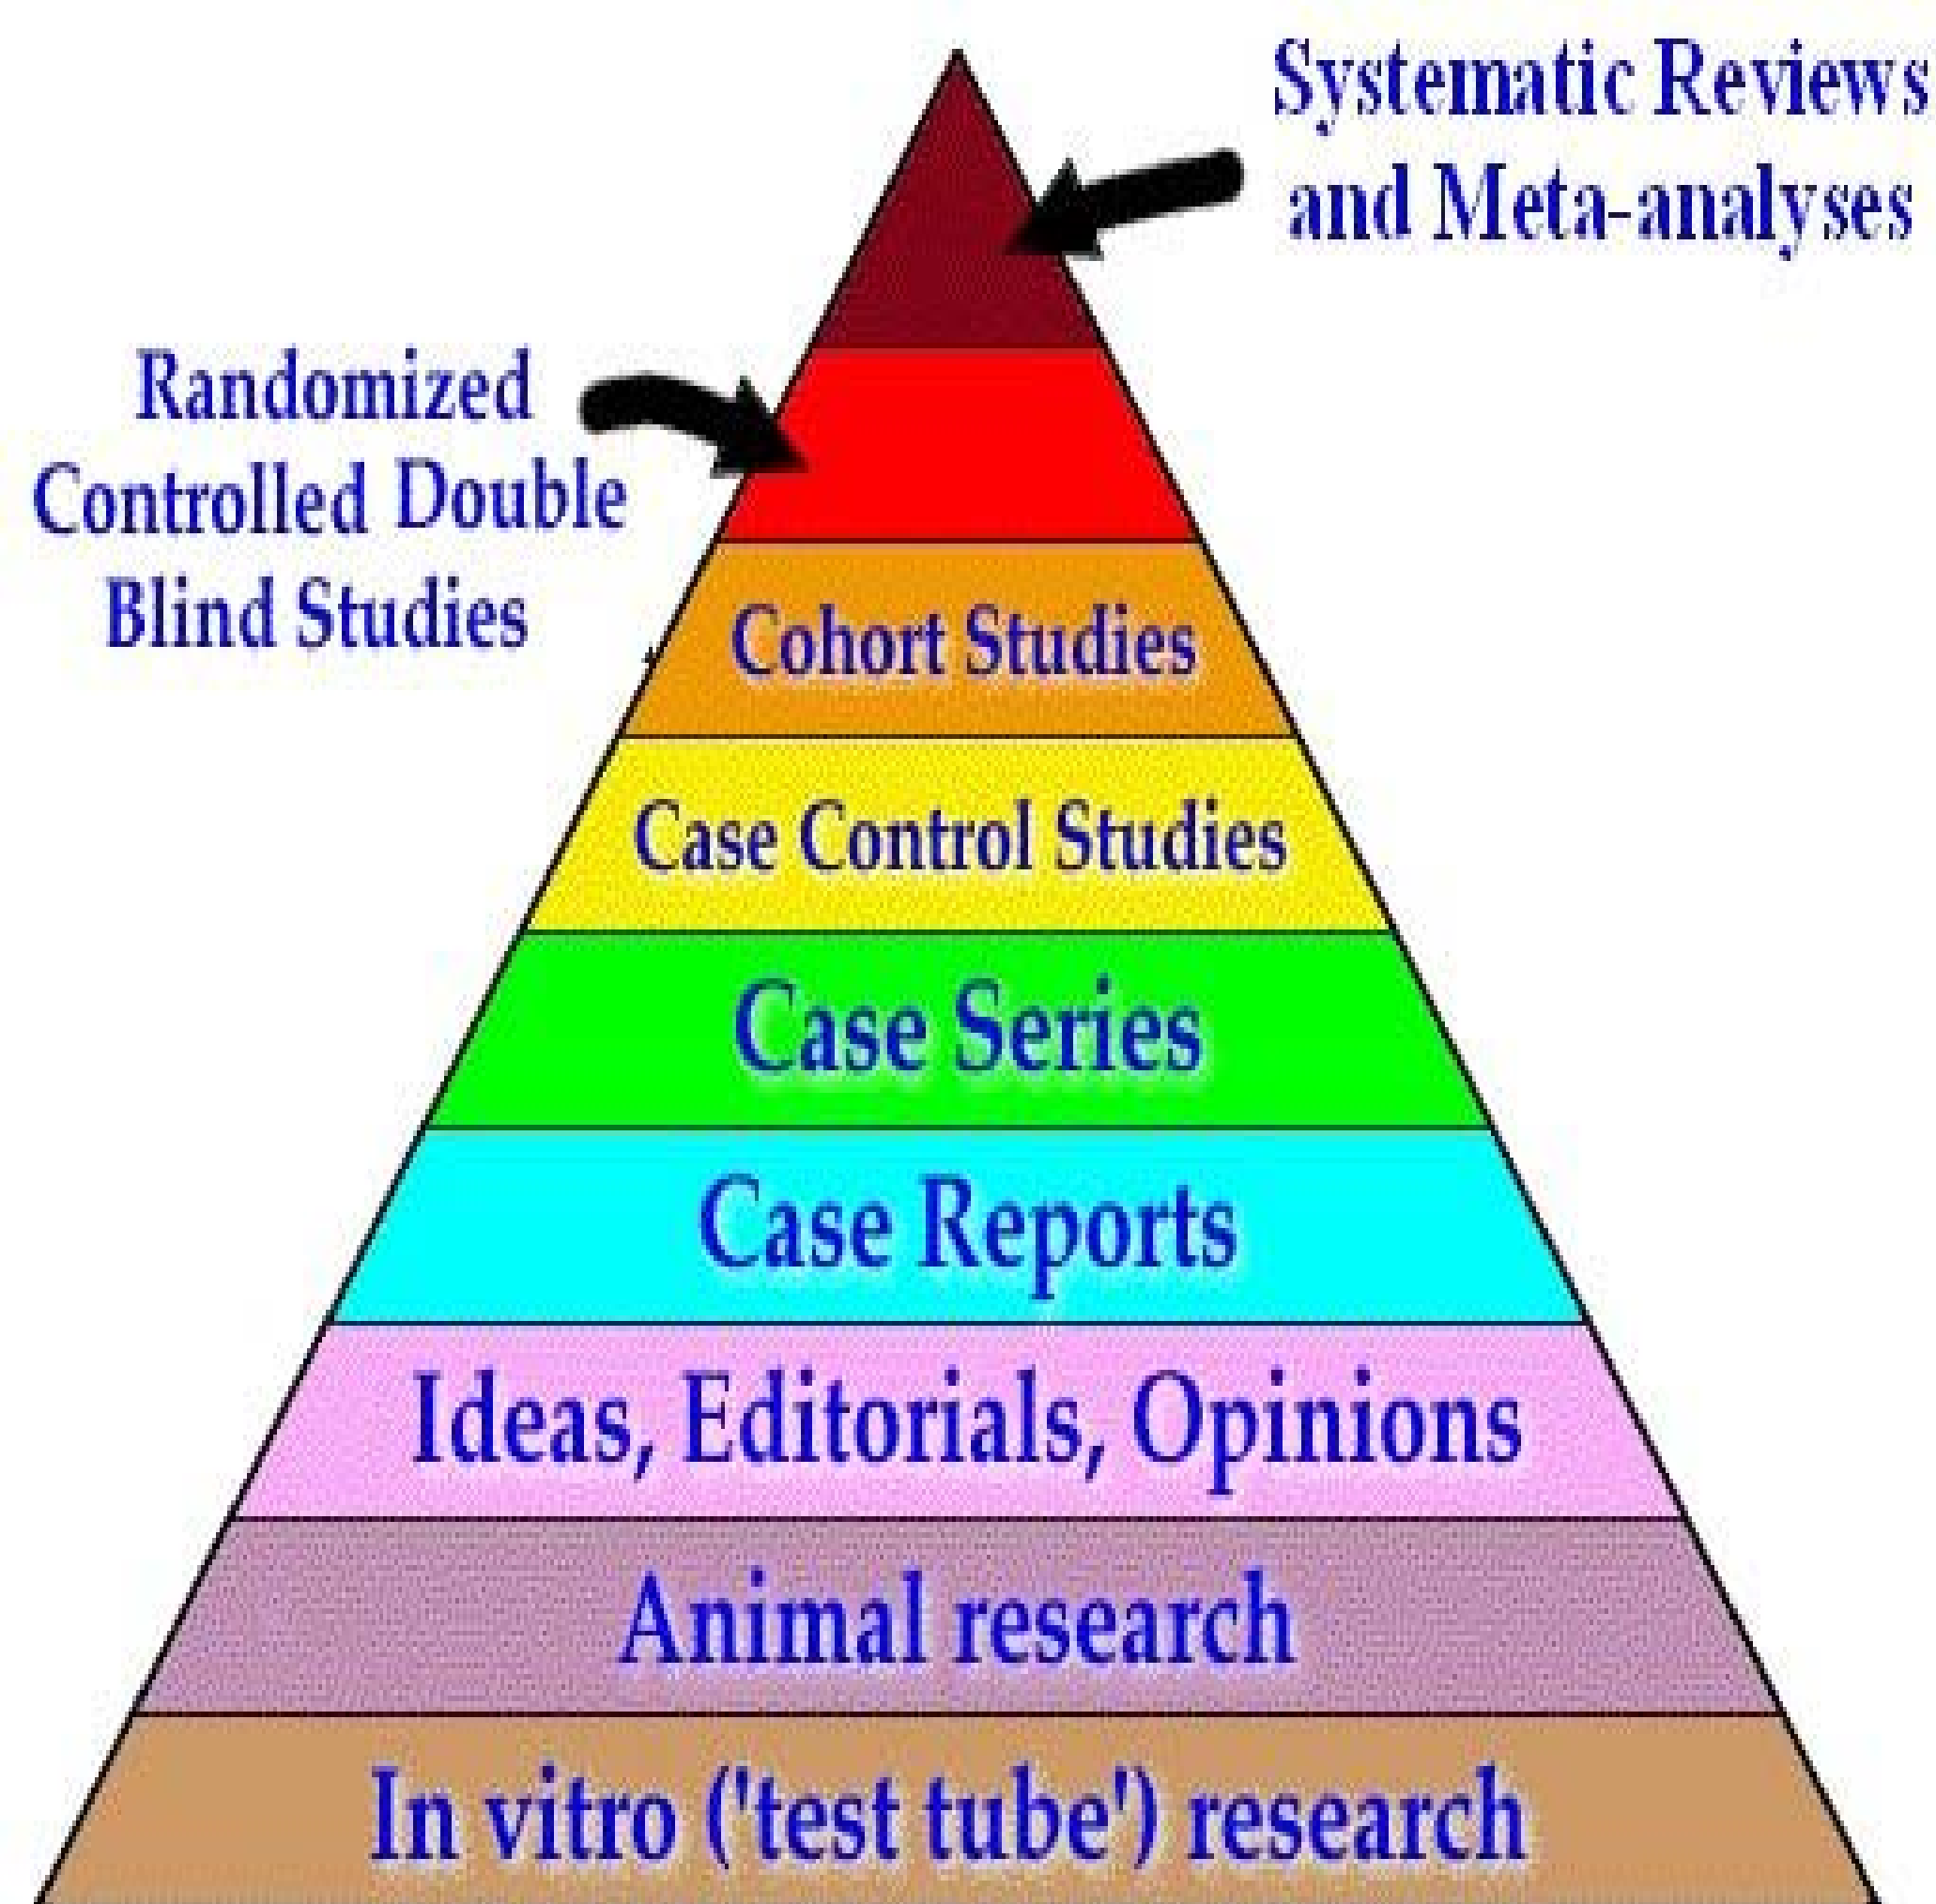 Systematic Reviews
and Meta-analyses
Randomized
Controlled Double
Blind Studies
Cohort Studies
Case Control Studies
Case Series
Case Reports
Ideas, Editorials, Opinions
Animal research
In vitro ('test tube') research